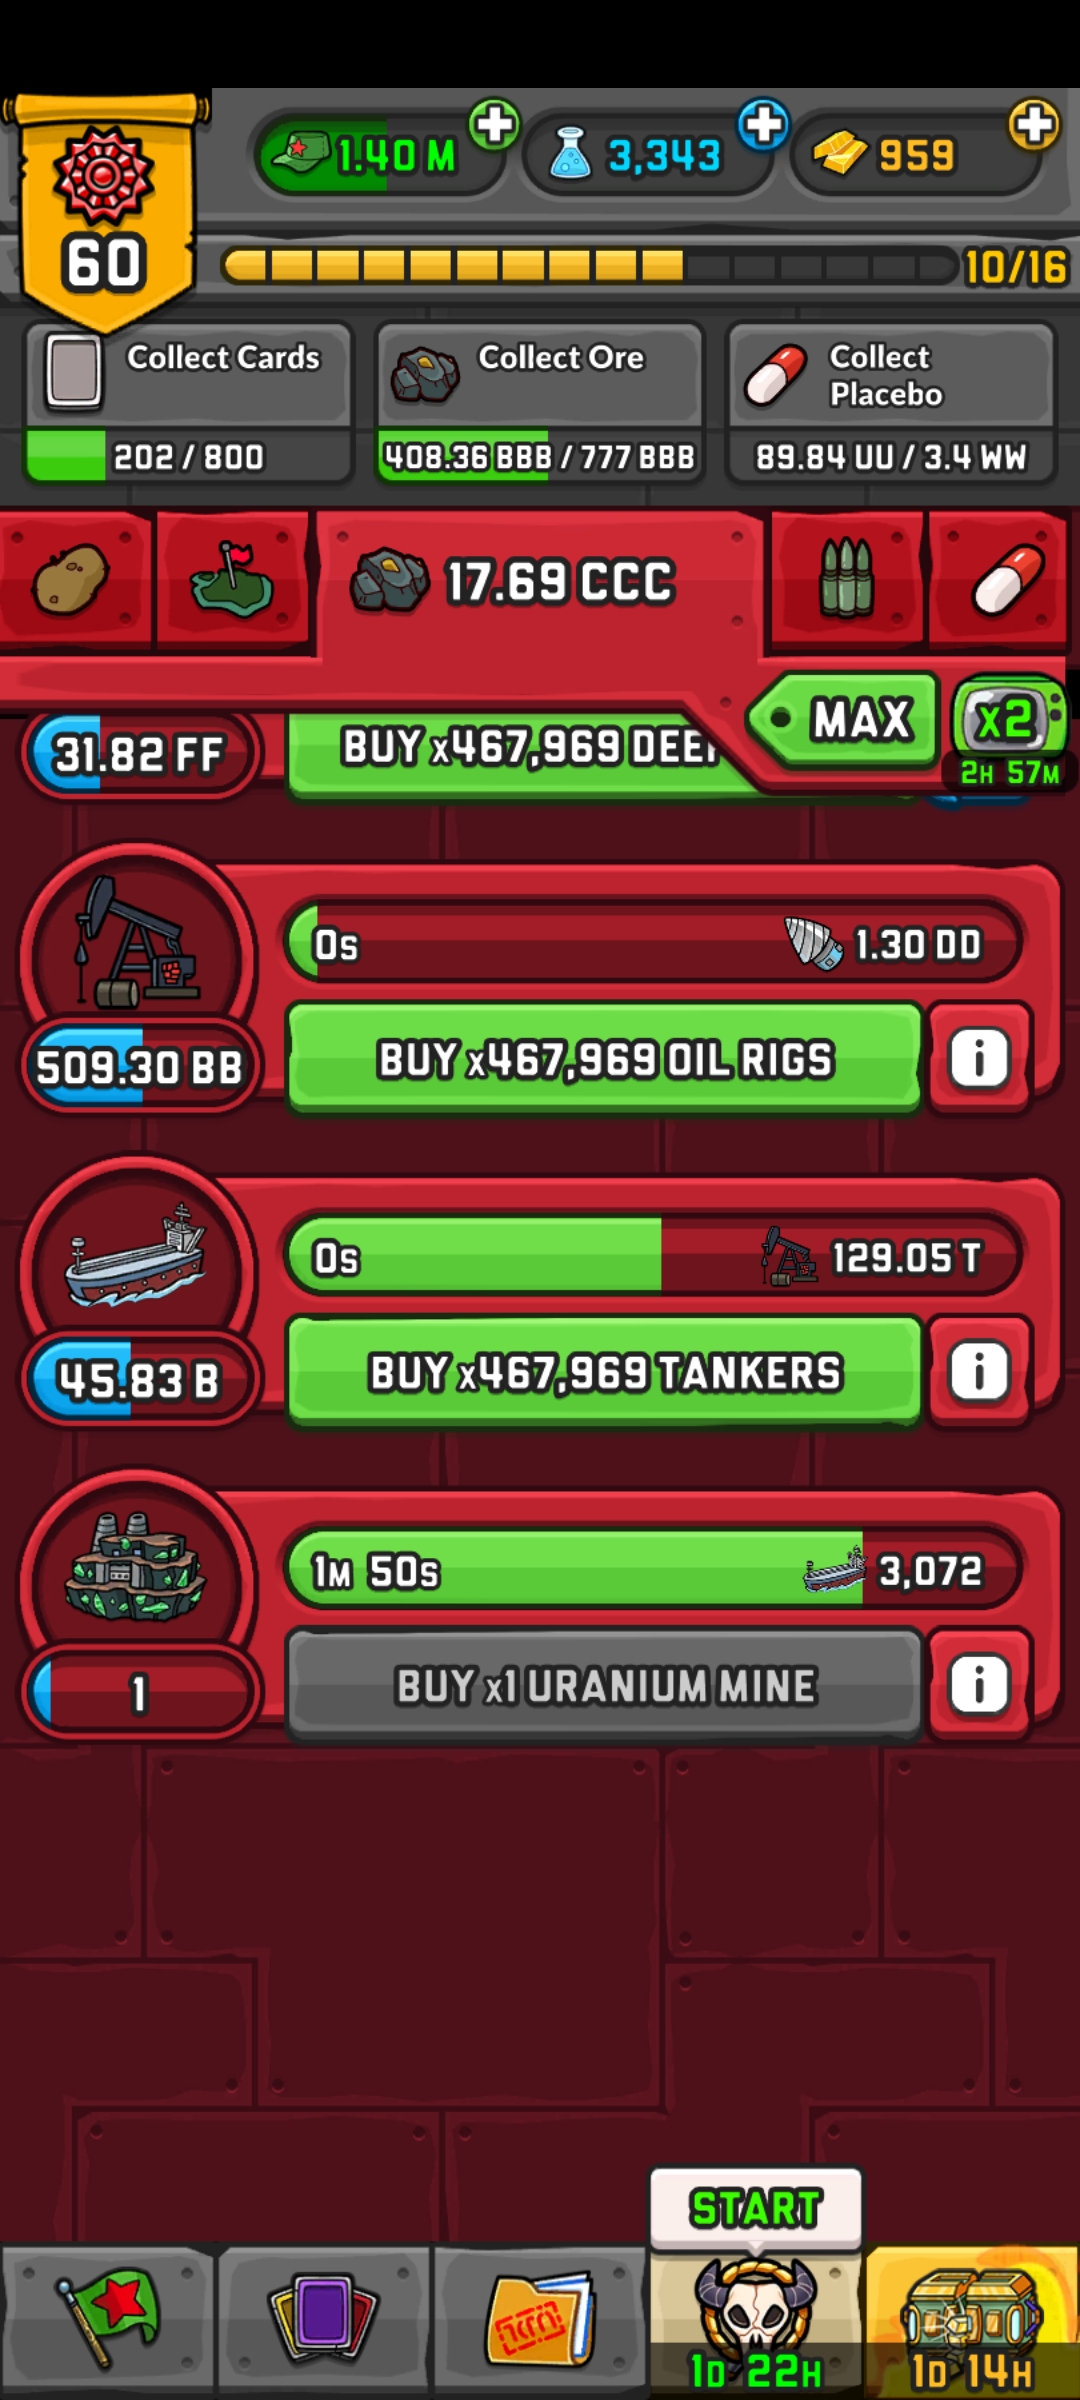 1.40 M
3,343
959
60
10/16
Collect Cards
202 / 800
Collect Ore
408.36 BBB / 777 BBB
Collect
Placebo
89.84 UU / 3.4 WW
17.69 CCC
MAX
x2
2H 57M
31.82 FF
BUY x467,969
0s
1.30 DD
509.30 BB
BUY x467,969 OIL RIGS
i
0s
129.05 T
45.83 B
BUY x467,969 TANKERS
i
1M 50s
3,072
1
BUY x1 URANIUM MINE
i
START
1D 22H
1D 14H